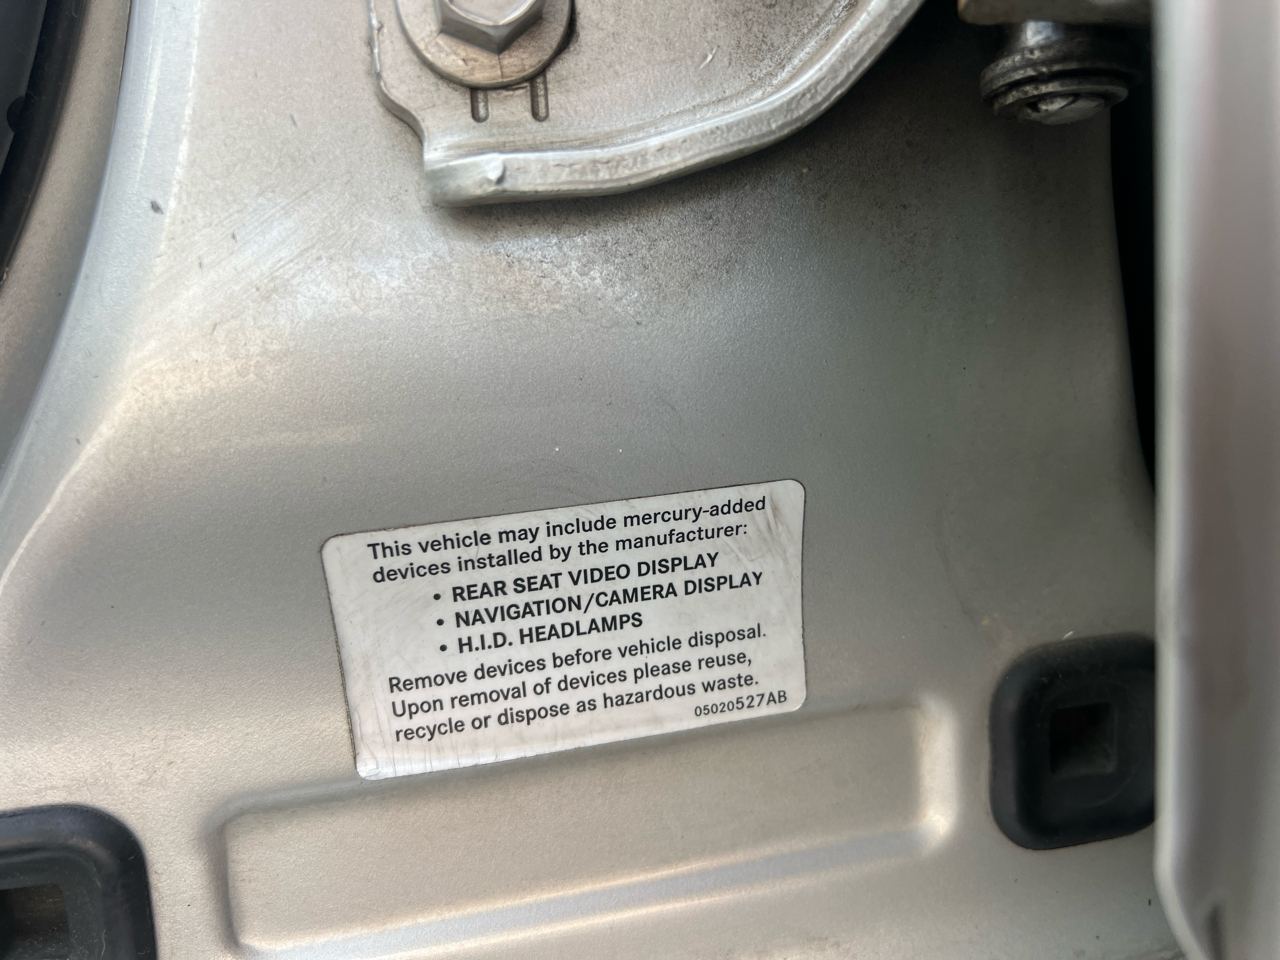 This vehicle may include mercury-added
devices installed by the manufacturer:
• REAR SEAT VIDEO DISPLAY
• NAVIGATION/CAMERA DISPLAY
• H.I.D. HEADLAMPS
Remove devices before vehicle disposal.
Upon removal of devices please reuse,
recycle or dispose as hazardous waste.
05020527AB